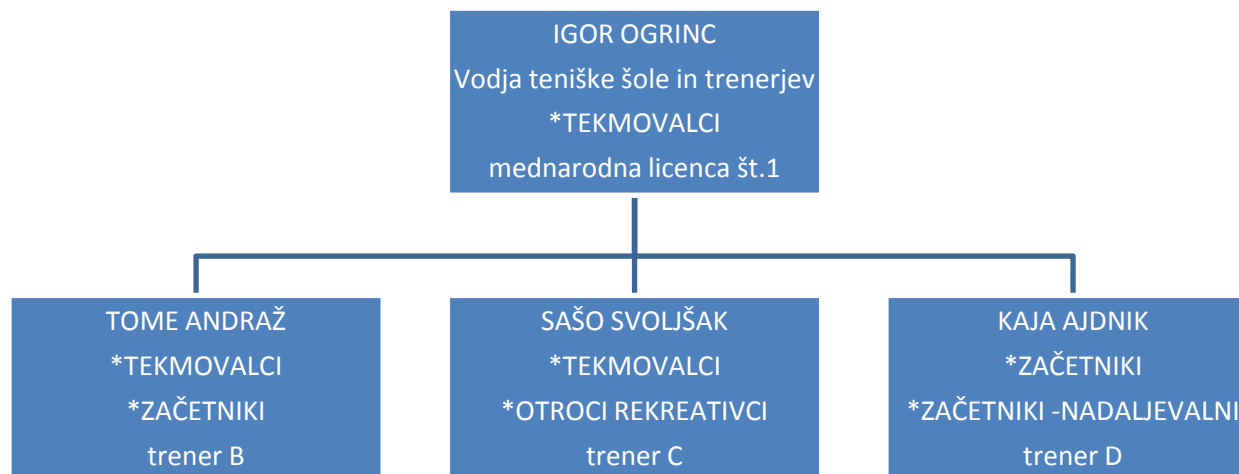 IGOR OGRINC
Vodja teniške šole in trenerjev
*TEKMOVALCI
mednarodna licenca št.1
TOME ANDRAŽ
*TEKMOVALCI
*ZAČETNIKI
trener B
SAŠO SVOLJŠAK
*TEKMOVALCI
*OTROCI REKREATIVCI
trener C
KAJA AJDNIK
*ZAČETNIKI
*ZAČETNIKI -NADALJEVALNI
trener D